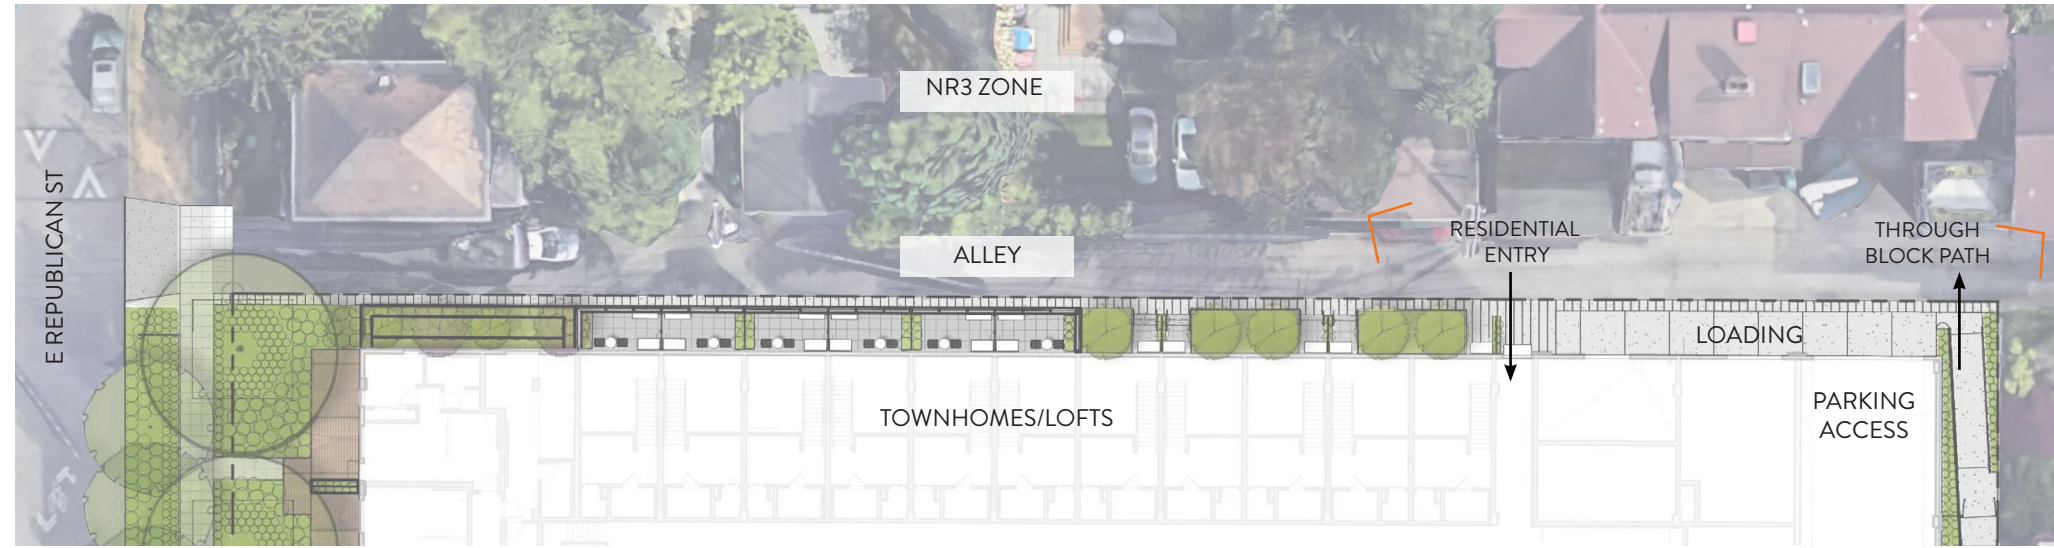 NR3 ZONE
ALLEY
E REPUBLICAN ST
RESIDENTIAL
ENTRY
THROUGH
BLOCK PATH
LOADING
TOWNHOMES/LOFTS
PARKING
ACCESS